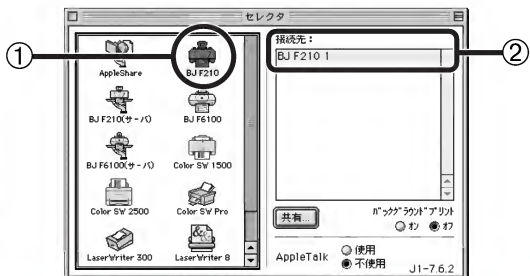 セレクタ
① ②
AppleShare BJ F210
BJ F210(サーバ) BJ F6100
BJ F6100(サーバ) Color SW 1500
Color SW 2500 Color SW Pro
LaserWriter 300 LaserWriter 8
接続先：
BJ F210 1
共有...
バックグラウンドプリント
オン オフ
AppleTalk
使用
不使用
J1-7.6.2